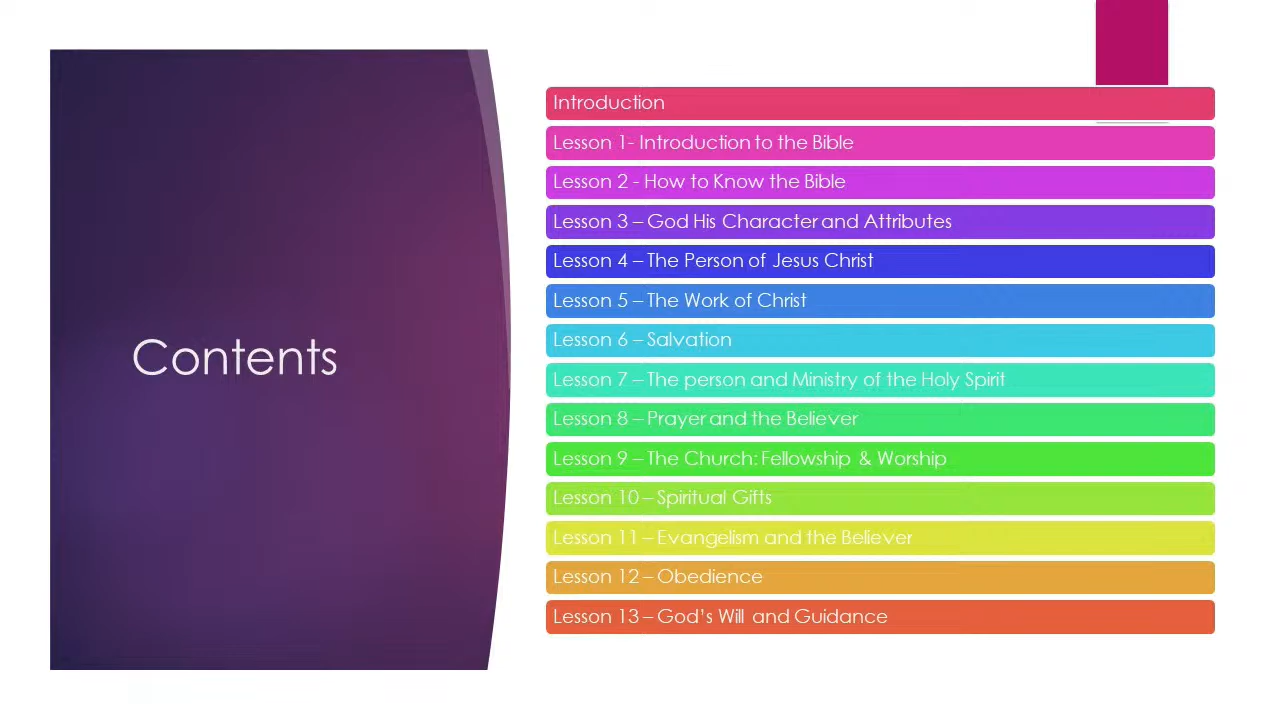 Contents
Introduction
Lesson 1- Introduction to the Bible
Lesson 2 - How to Know the Bible
Lesson 3 – God His Character and Attributes
Lesson 4 – The Person of Jesus Christ
Lesson 5 – The Work of Christ
Lesson 6 – Salvation
Lesson 7 – The person and Ministry of the Holy Spirit
Lesson 8 – Prayer and the Believer
Lesson 9 – The Church: Fellowship & Worship
Lesson 10 – Spiritual Gifts
Lesson 11 – Evangelism and the Believer
Lesson 12 – Obedience
Lesson 13 – God’s Will and Guidance